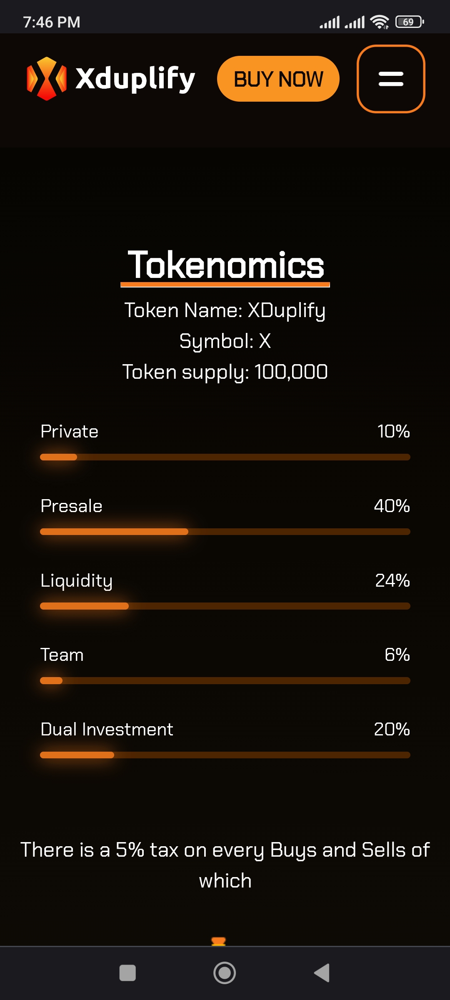 7:46 PM
69
Xduplify
BUY NOW
Tokenomics
Token Name: XDuplify
Symbol: X
Token supply: 100,000
Private 10%
Presale 40%
Liquidity 24%
Team 6%
Dual Investment 20%
There is a 5% tax on every Buys and Sells of
which